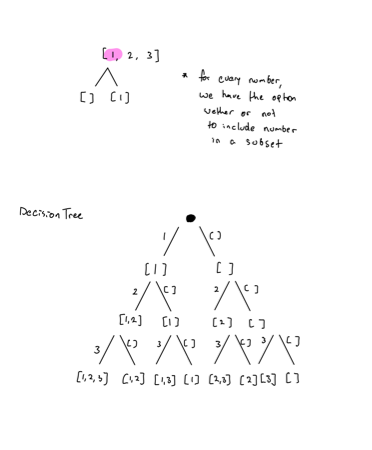 [1, 2, 3]
[ ] [1]
* for every number,
we have the option
wether or not
to include number
in a subset
Decision Tree
1 [ ]
[1] [ ]
2 [ ] 2 [ ]
[1,2] [1] [2] [ ]
3 [ ] 3 [ ] 3 [ ] 3 [ ]
[1,2,3] [1,2] [1,3] [1] [2,3] [2] [3] [ ]